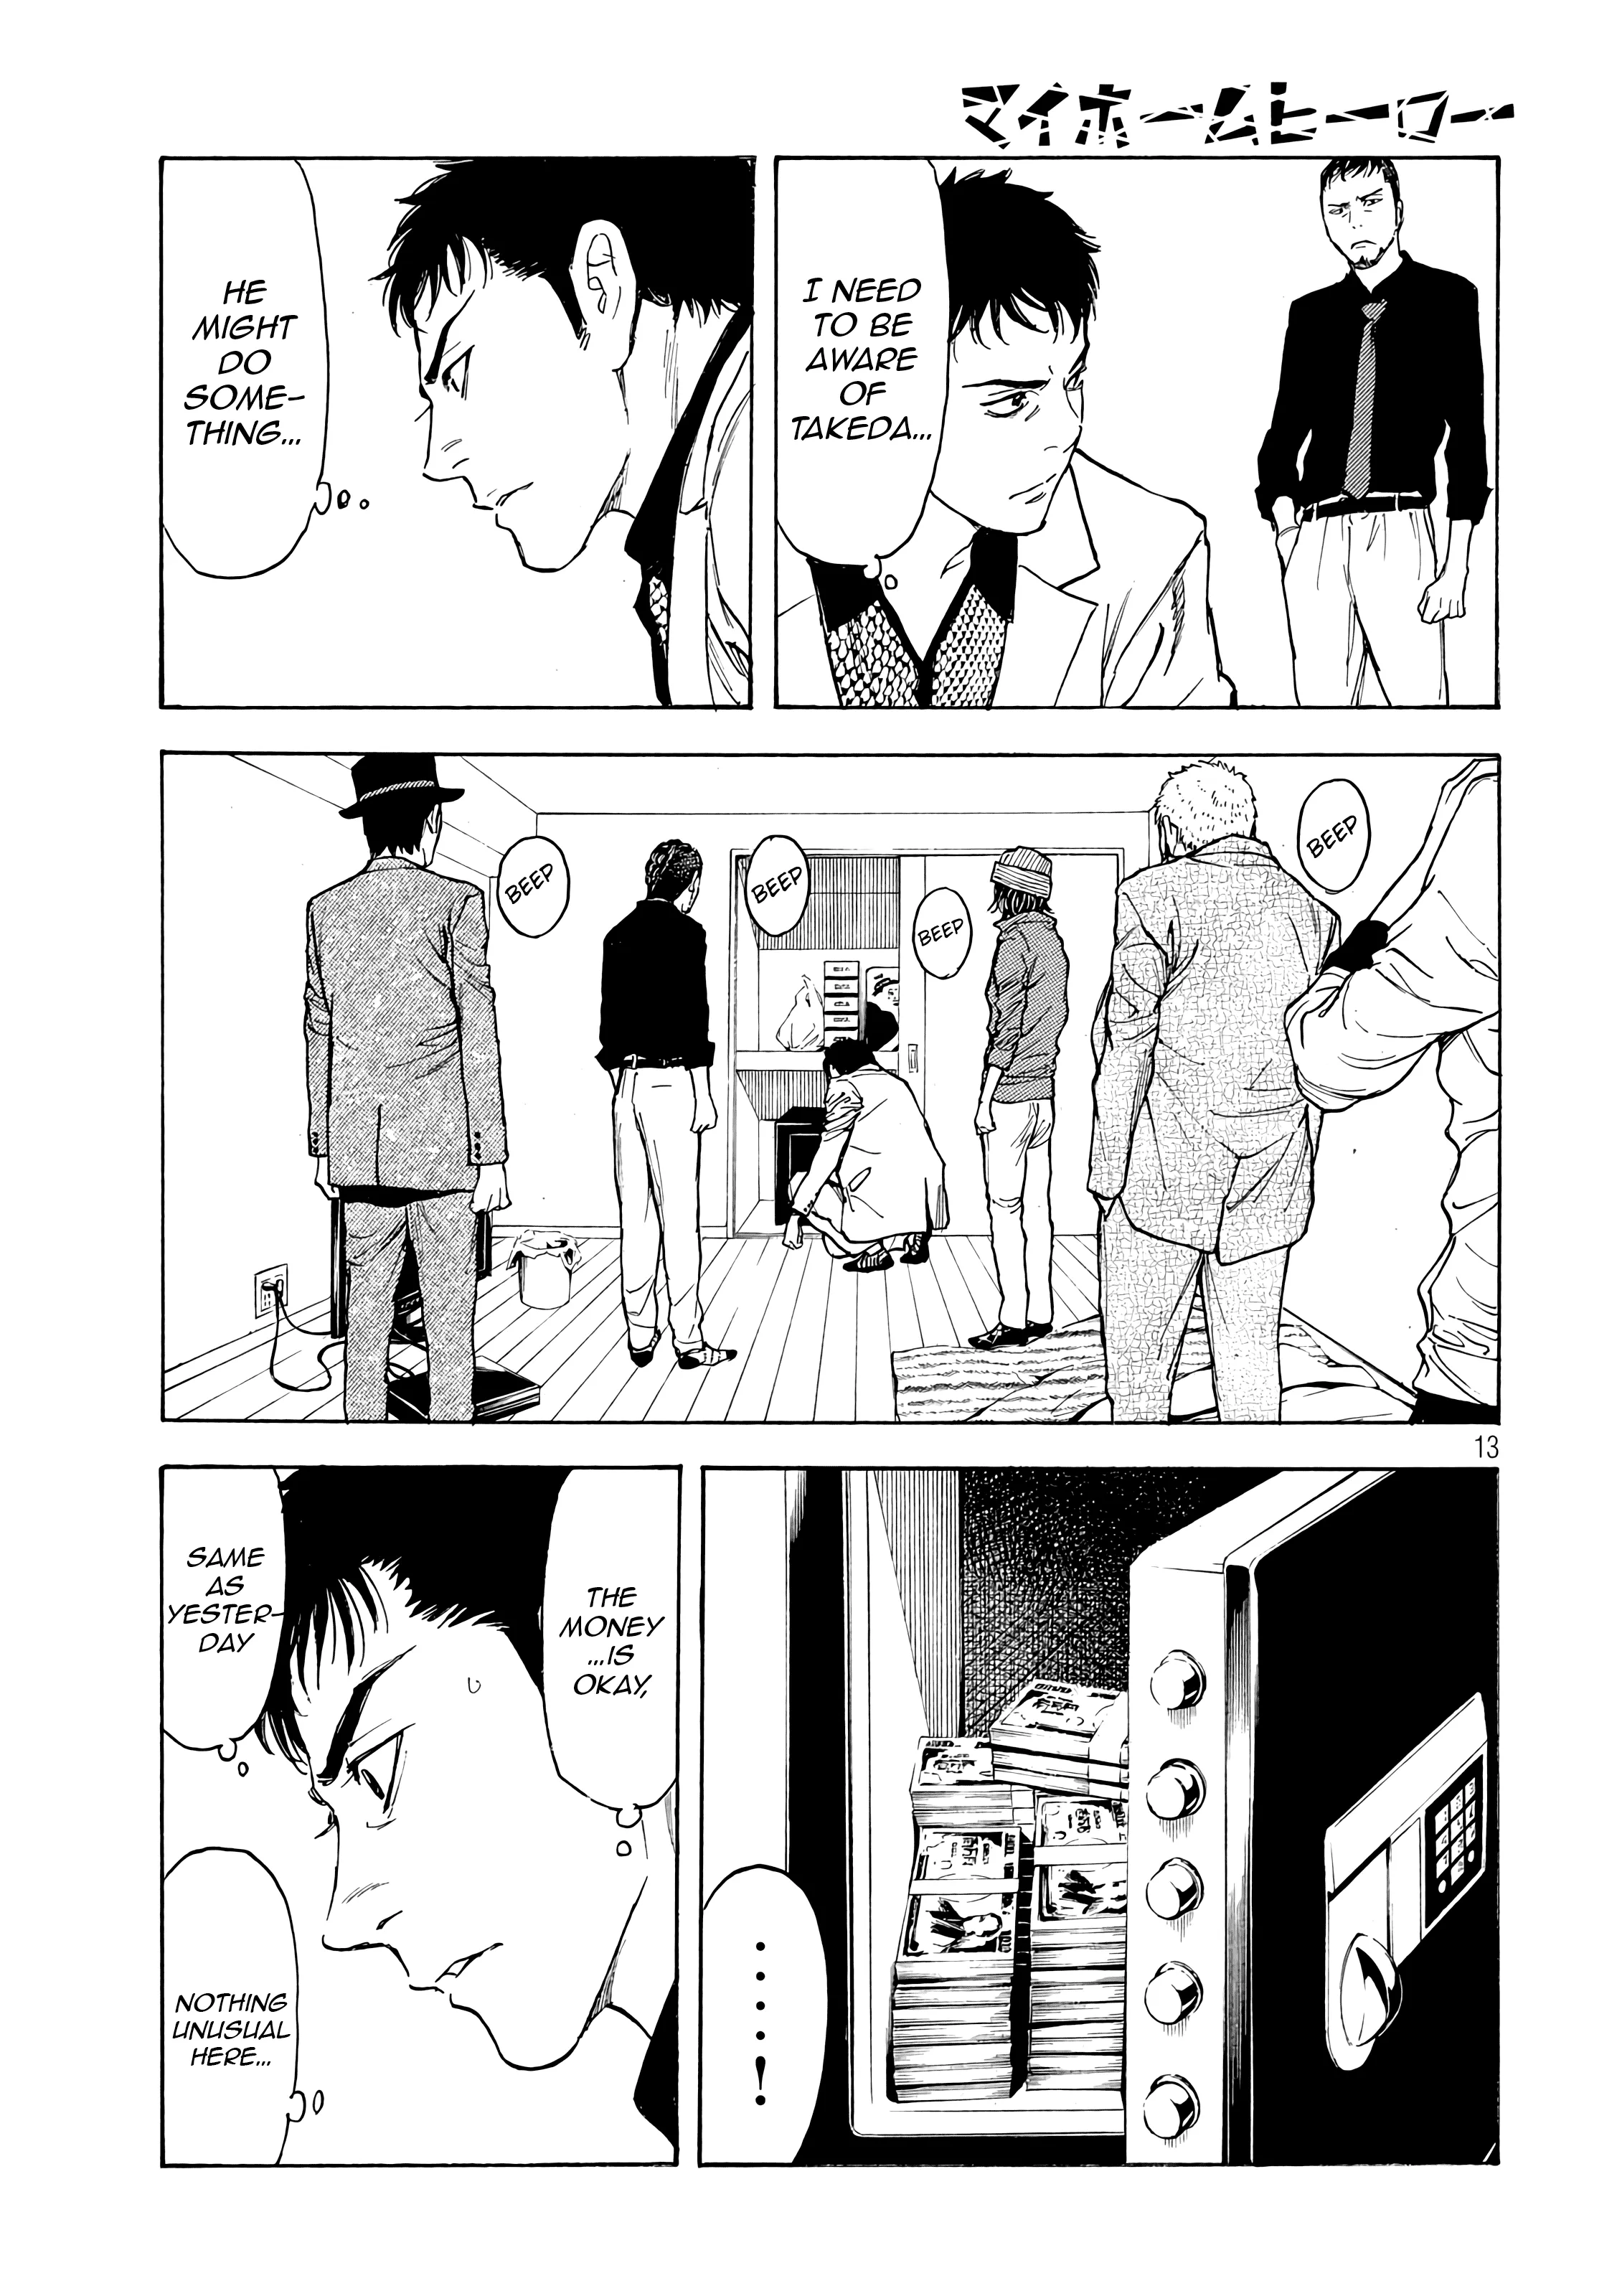 マイホームヒーロー
I NEED
TO BE
AWARE
OF
TAKEDA...
HE
MIGHT
DO
SOME-
THING...
BEEP
BEEP
BEEP
BEEP
13
.....!
THE
MONEY
...IS
OKAY,
SAME
AS
YESTER-
DAY
NOTHING
UNUSUAL
HERE...